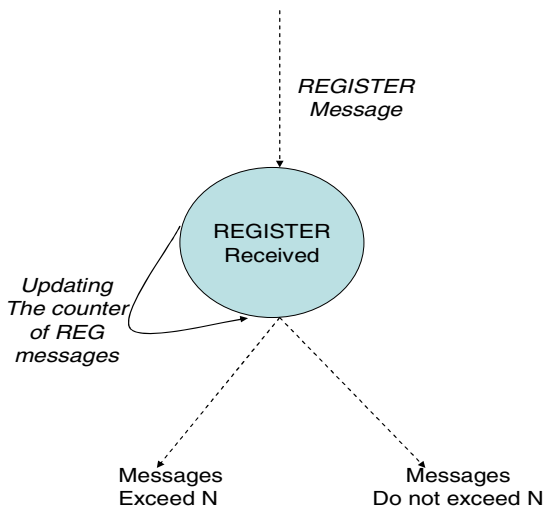 REGISTER
Message
REGISTER
Received
Updating
The counter
of REG
messages
Messages
Exceed N
Messages
Do not exceed N